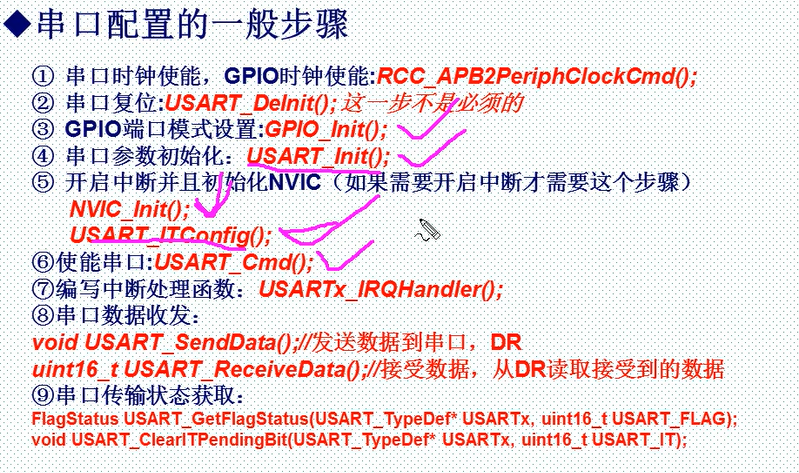 ◆串口配置的一般步骤
① 串口时钟使能，GPIO时钟使能:RCC_APB2PeriphClockCmd();
② 串口复位:USART_DeInit(); 这一步不是必须的
③ GPIO端口模式设置:GPIO_Init();
④ 串口参数初始化：USART_Init();
⑤ 开启中断并且初始化NVIC（如果需要开启中断才需要这个步骤）
NVIC_Init();
USART_ITConfig();
⑥使能串口:USART_Cmd();
⑦编写中断处理函数：USARTx_IRQHandler();
⑧串口数据收发：
void USART_SendData();//发送数据到串口，DR
uint16_t USART_ReceiveData();//接受数据，从DR读取接受到的数据
⑨串口传输状态获取：
FlagStatus USART_GetFlagStatus(USART_TypeDef* USARTx, uint16_t USART_FLAG);
void USART_ClearITPendingBit(USART_TypeDef* USARTx, uint16_t USART_IT);